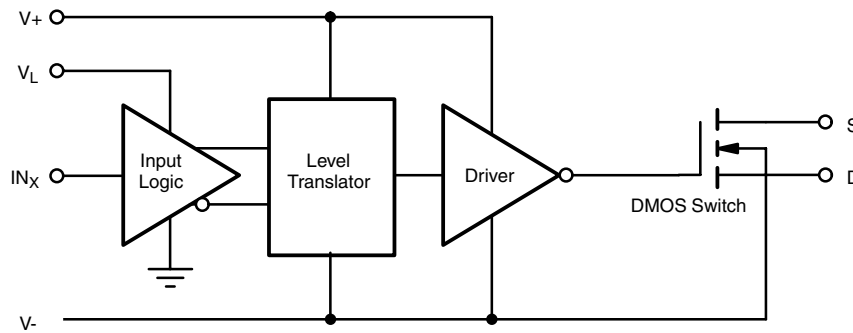 V+
VL
INX
Input
Logic
Level
Translator
Driver
DMOS Switch
S
D
V-